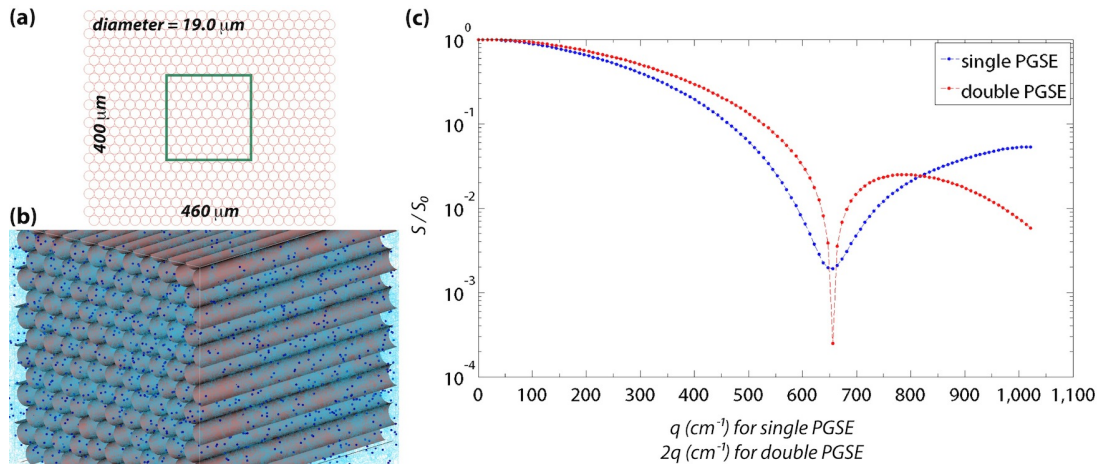 (a)
diameter = 19.0 μm
400 μm
460 μm
(b)
(c)
10⁰
10⁻¹
10⁻²
10⁻³
10⁻⁴
S / S₀
single PGSE
double PGSE
0 100 200 300 400 500 600 700 800 900 1,000 1,100
q (cm⁻¹) for single PGSE
2q (cm⁻¹) for double PGSE